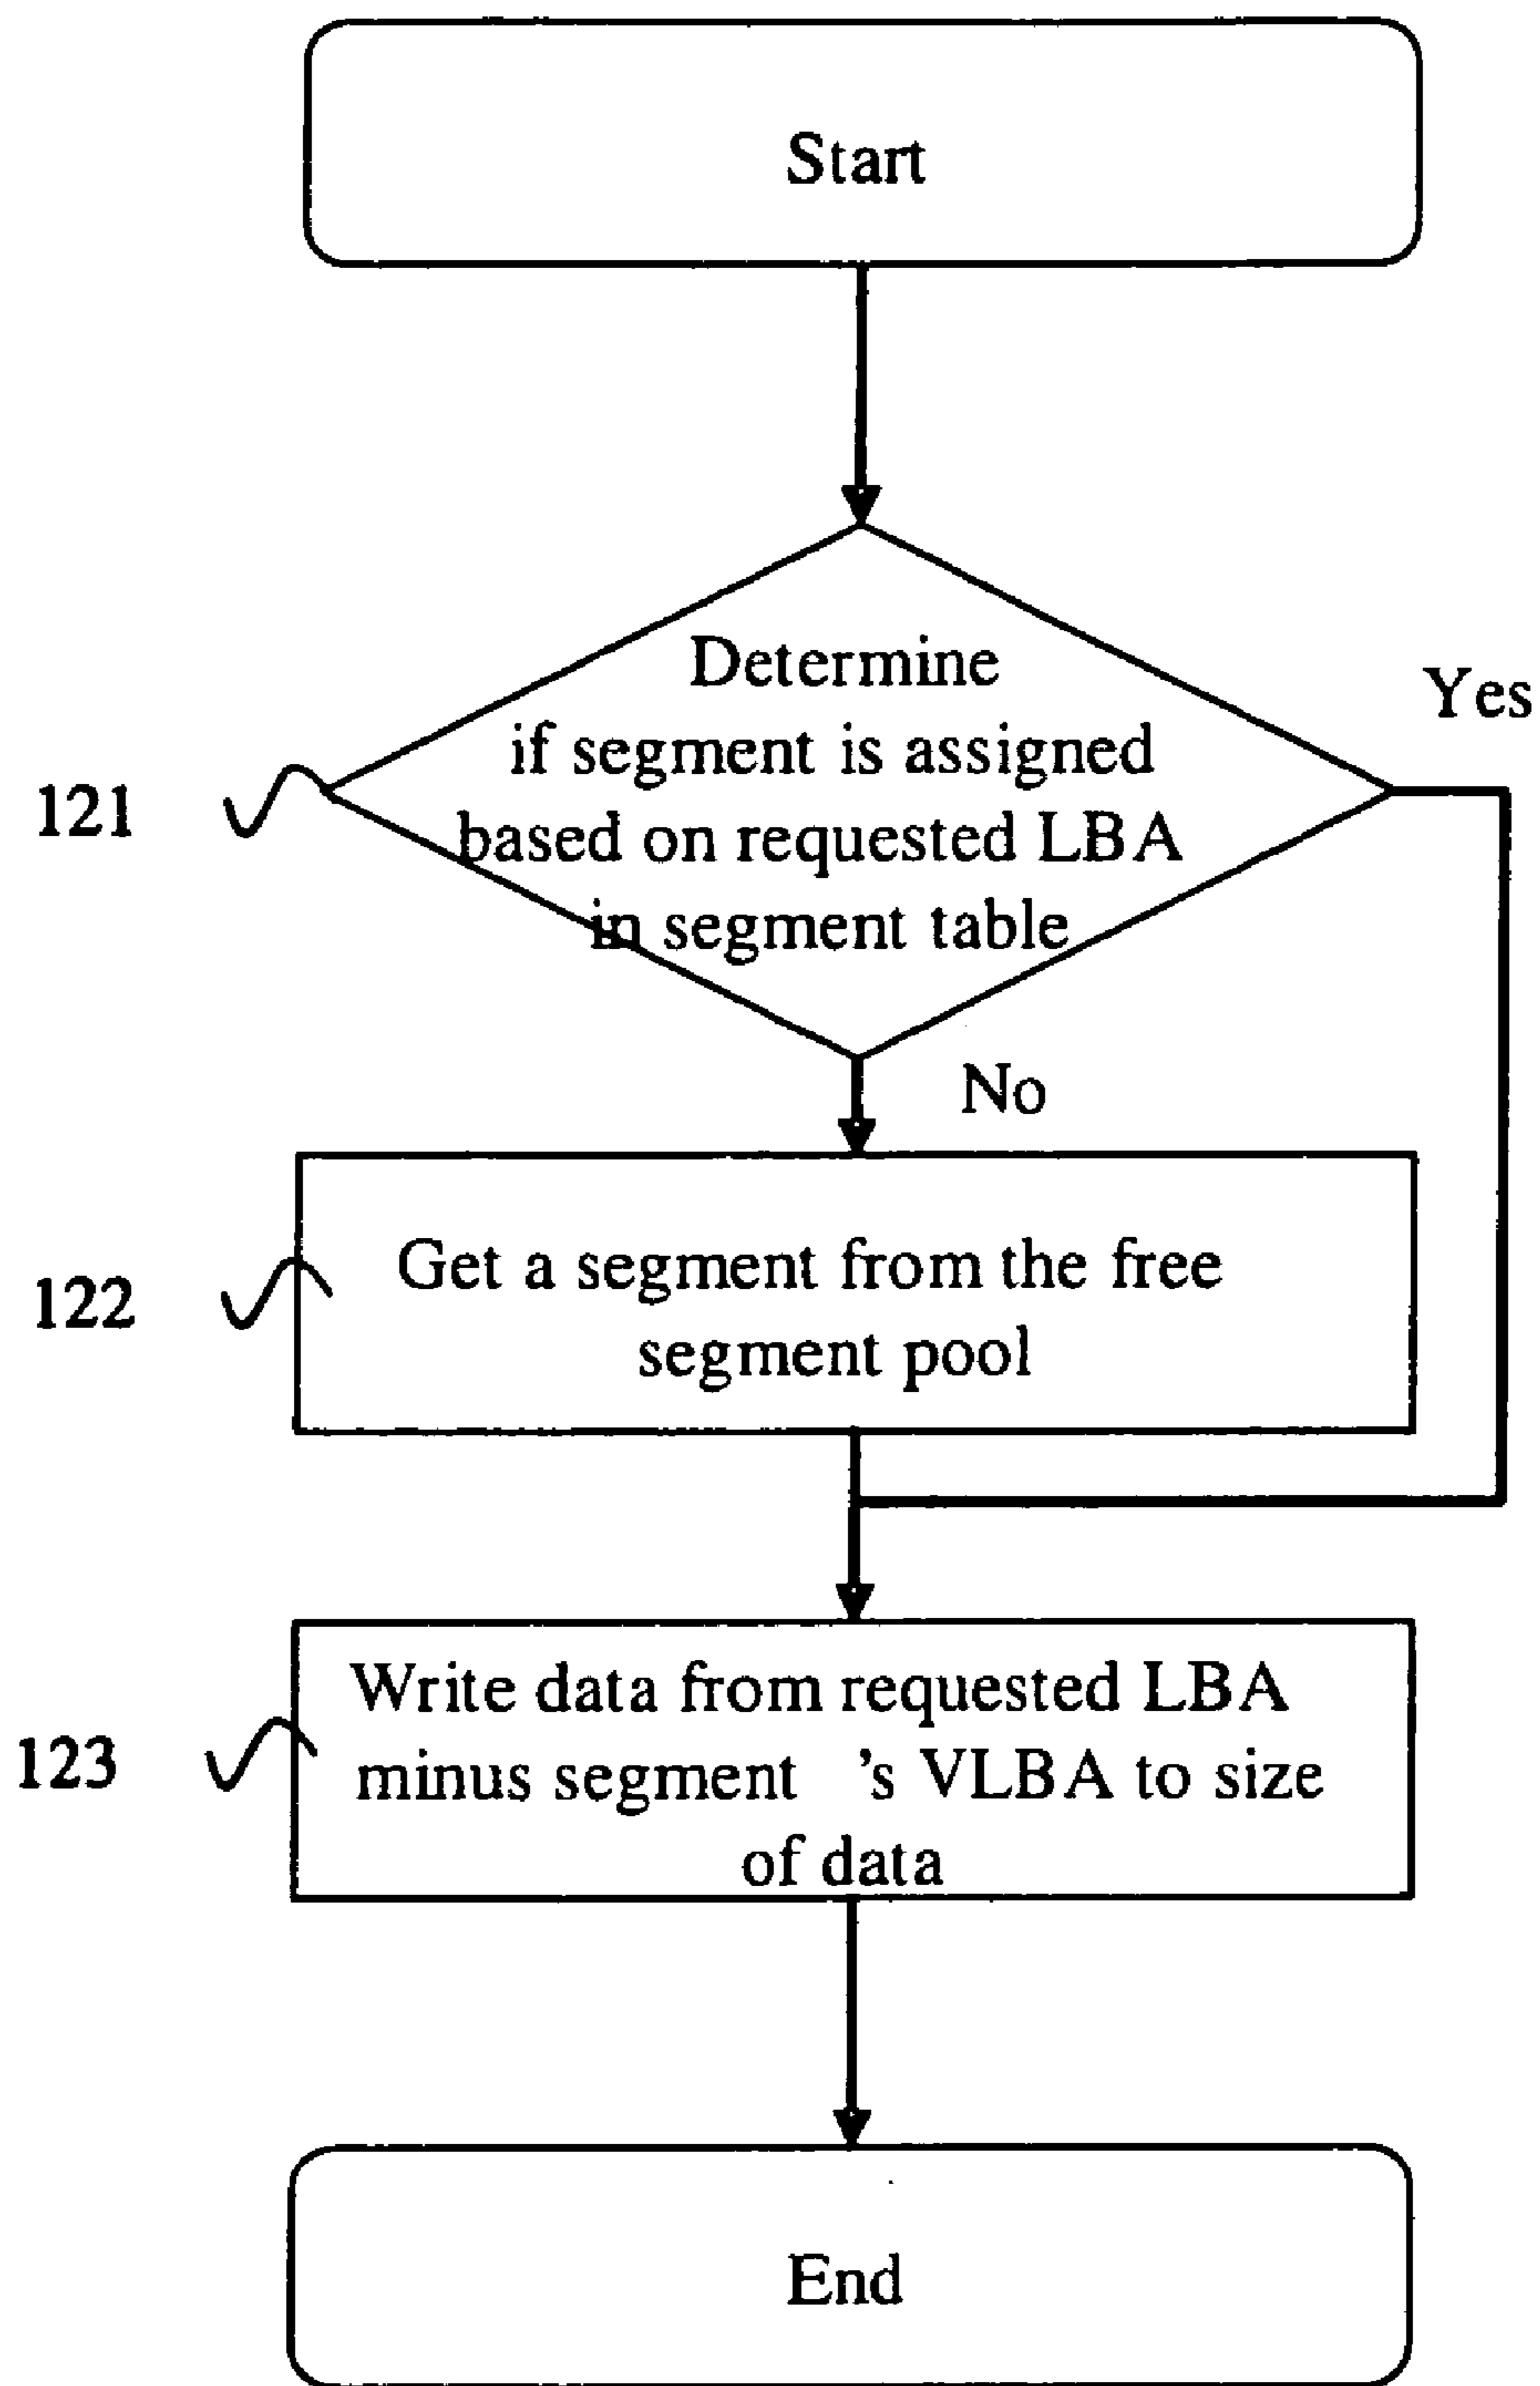 Start
Determine
if segment is assigned
based on requested LBA
in segment table
Yes
121
No
Get a segment from the free
segment pool
122
Write data from requested LBA
minus segment 's VLBA to size
of data
123
End